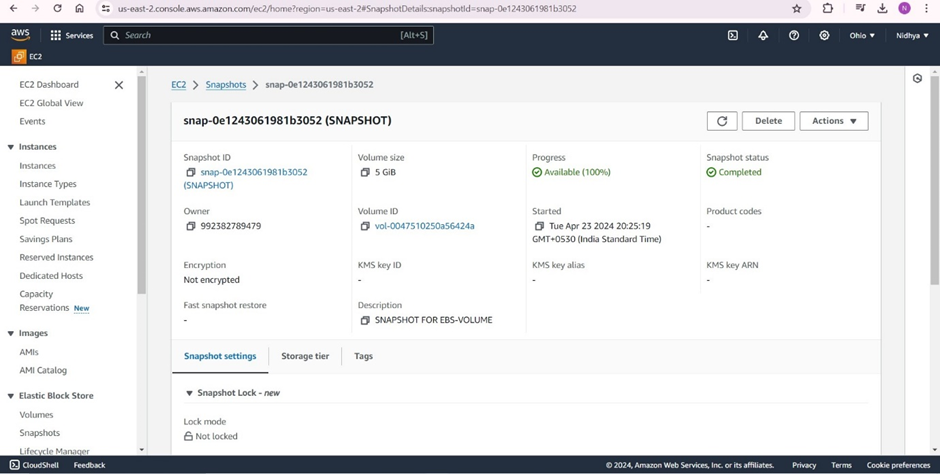 us-east-2.console.aws.amazon.com/ec2/home?region=us-east-2#SnapshotDetails:snapshotId=snap-0e1243061981b3052
N
aws
Services
Search
[Alt+S]
Ohio
Nidhya
EC2
EC2 Dashboard
EC2 Global View
Events
Instances
Instances
Instance Types
Launch Templates
Spot Requests
Savings Plans
Reserved Instances
Dedicated Hosts
Capacity
Reservations New
Images
AMIs
AMI Catalog
Elastic Block Store
Volumes
Snapshots
Lifecycle Manager
EC2 > Snapshots > snap-0e1243061981b3052
snap-0e1243061981b3052 (SNAPSHOT)
Delete
Actions
Snapshot ID
snap-0e1243061981b3052
(SNAPSHOT)
Volume size
5 GiB
Progress
Available (100%)
Snapshot status
Completed
Owner
992382789479
Volume ID
vol-0047510250a56424a
Started
Tue Apr 23 2024 20:25:19
GMT+0530 (India Standard Time)
Product codes
-
Encryption
Not encrypted
KMS key ID
-
KMS key alias
-
KMS key ARN
-
Fast snapshot restore
-
Description
SNAPSHOT FOR EBS-VOLUME
Snapshot settings
Storage tier
Tags
Snapshot Lock - new
Lock mode
Not locked
CloudShell
Feedback
© 2024, Amazon Web Services, Inc. or its affiliates.
Privacy
Terms
Cookie preferences